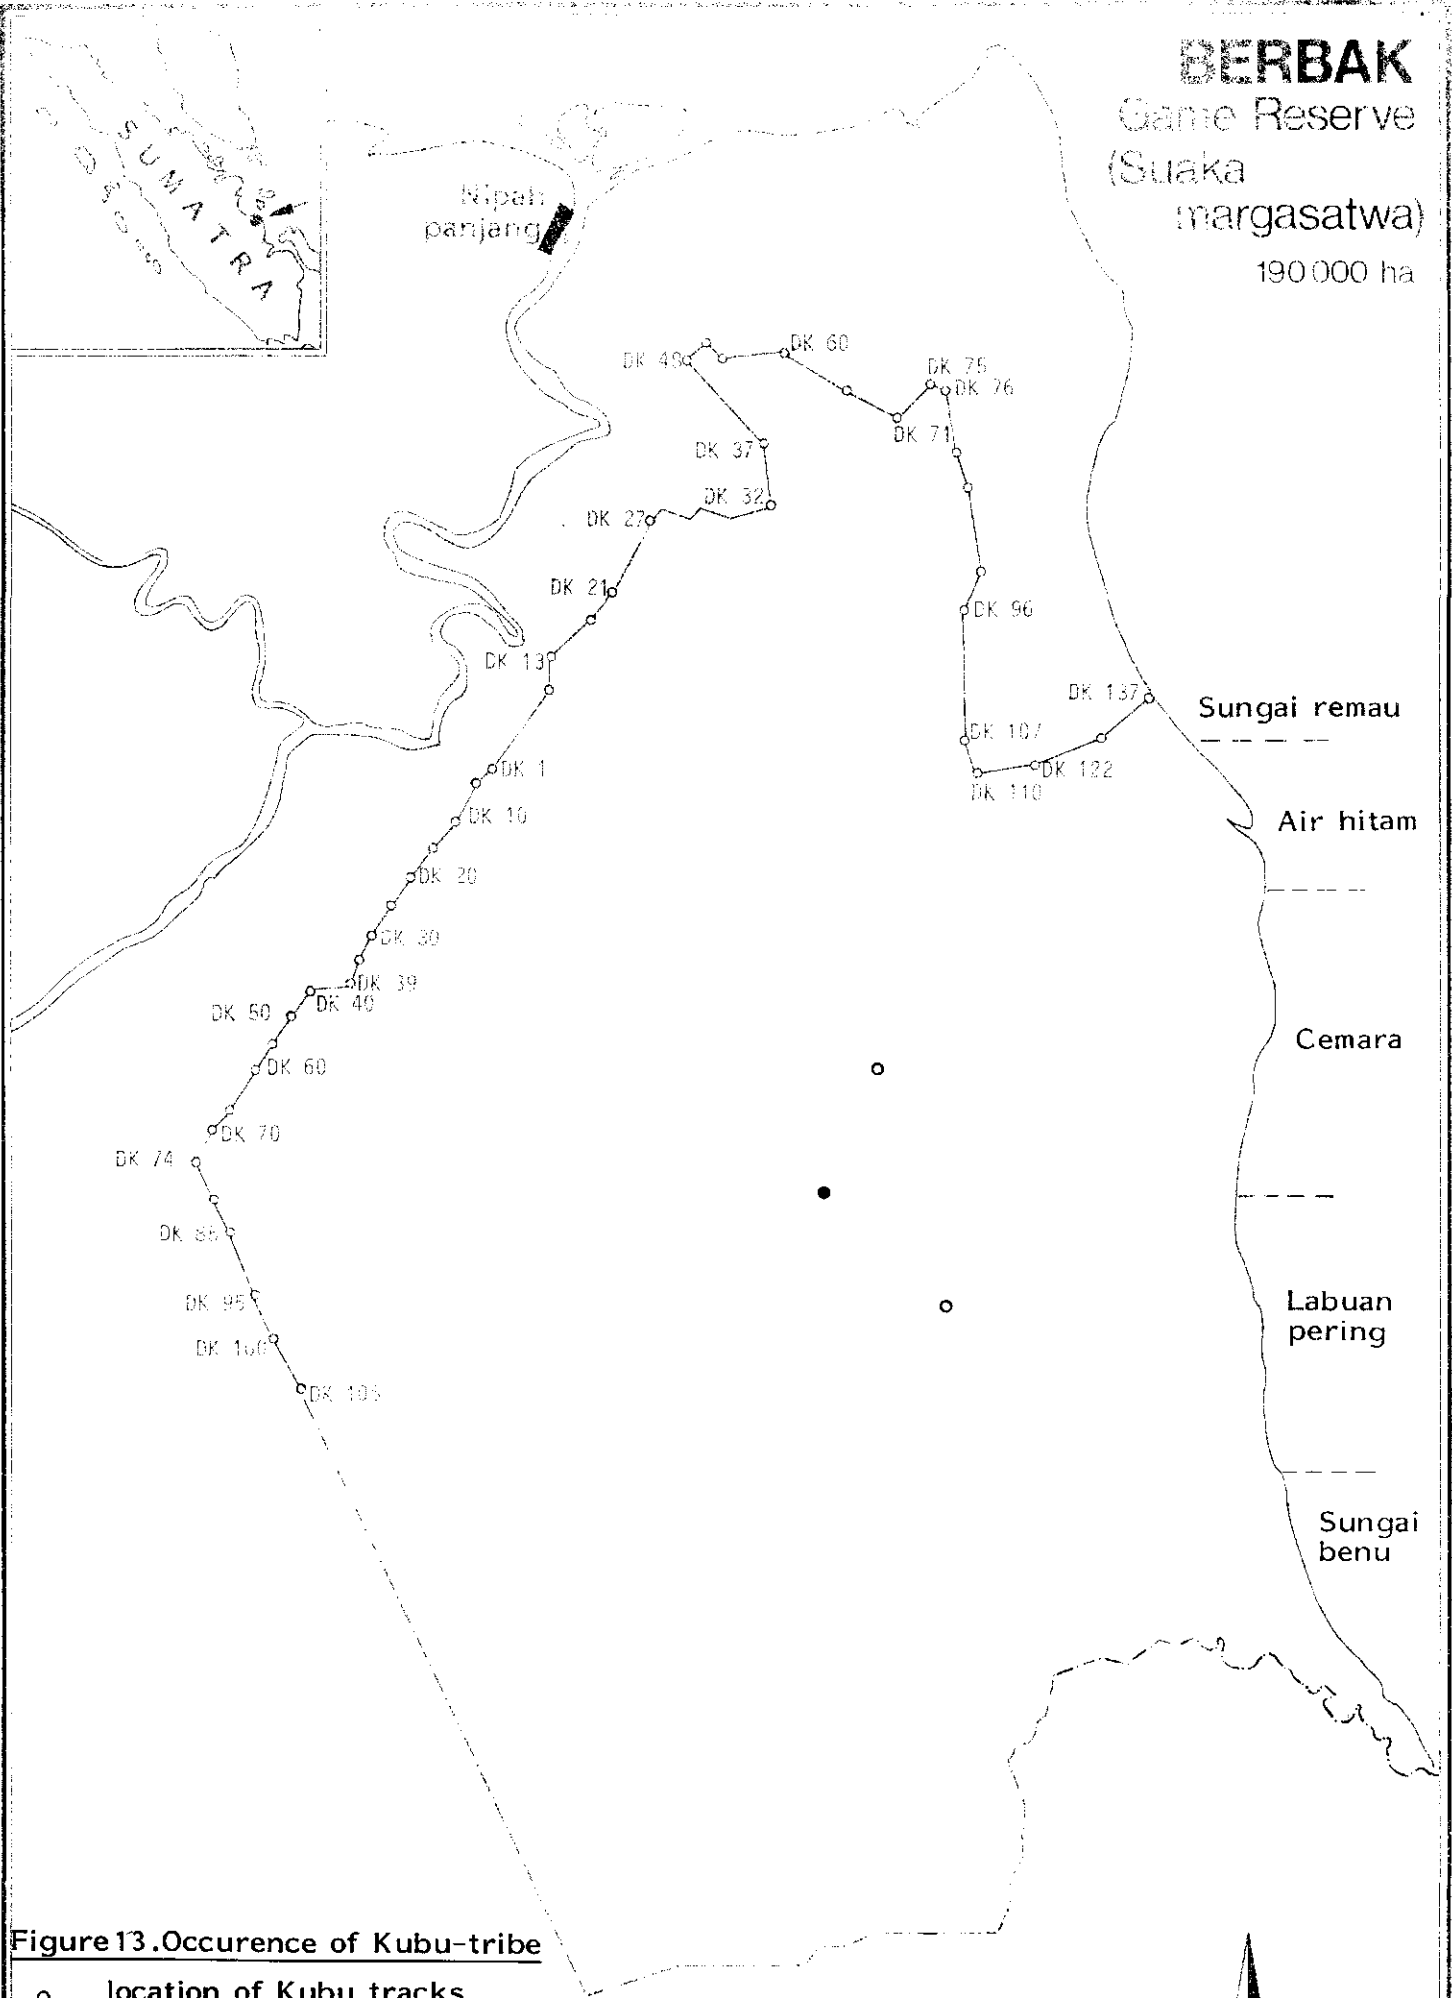 BERBAK
Game Reserve
(Suaka
margasatwa)
190 000 ha
SUMATRA
Nipah
panjang
DK 48
DK 60
DK 75
DK 76
DK 71
DK 37
DK 32
DK 27
DK 21
DK 13
DK 96
DK 137
DK 107
DK 122
DK 110
Sungai remau
DK 1
DK 10
Air hitam
DK 20
DK 30
DK 39
DK 40
DK 50
Cemara
DK 60
DK 70
DK 74
DK 95
DK 100
DK 105
Labuan
pering
Sungai
benu
Figure 13.Occurence of Kubu-tribe
location of Kubu tracks